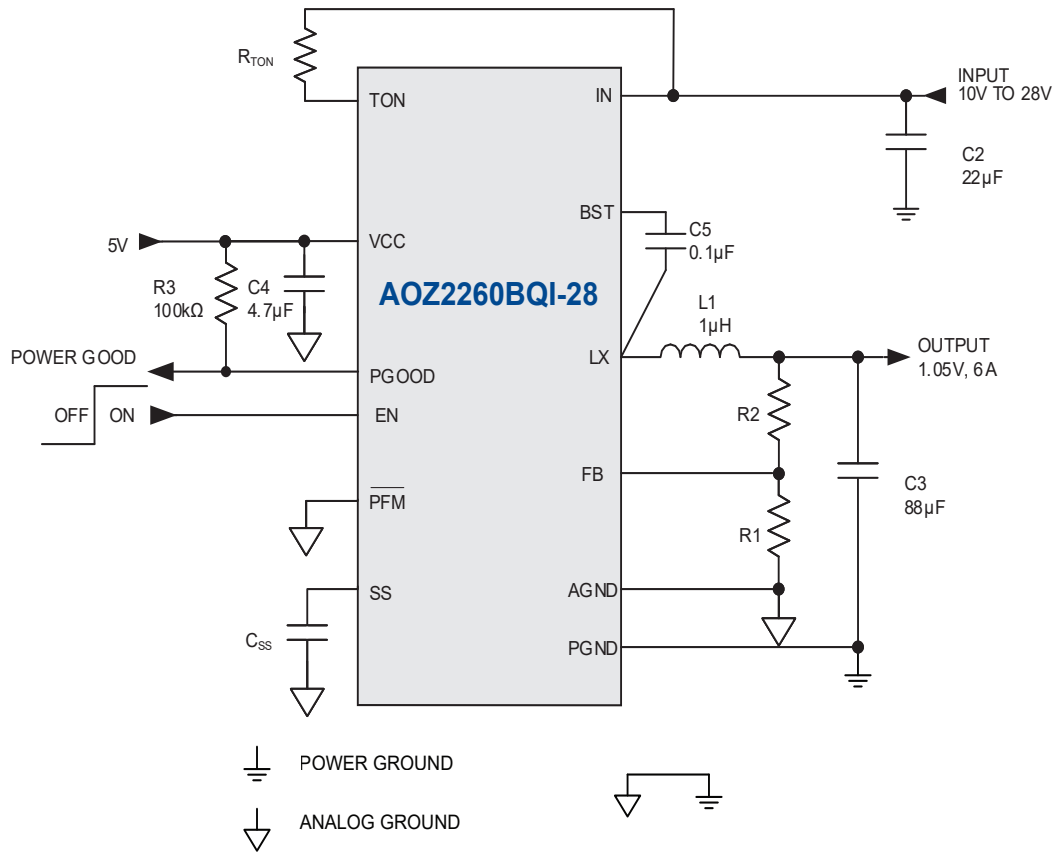 R_TON
TON
IN
INPUT
10V TO 28V
C2
22µF
BST
C5
0.1µF
5V
VCC
AOZ2260BQI-28
R3
100kΩ
C4
4.7µF
L1
1µH
POWER GOOD
PGOOD
LX
OUTPUT
1.05V, 6A
OFF
ON
EN
R2
PFM
FB
C3
88µF
R1
SS
AGND
C_SS
PGND
POWER GROUND
ANALOG GROUND